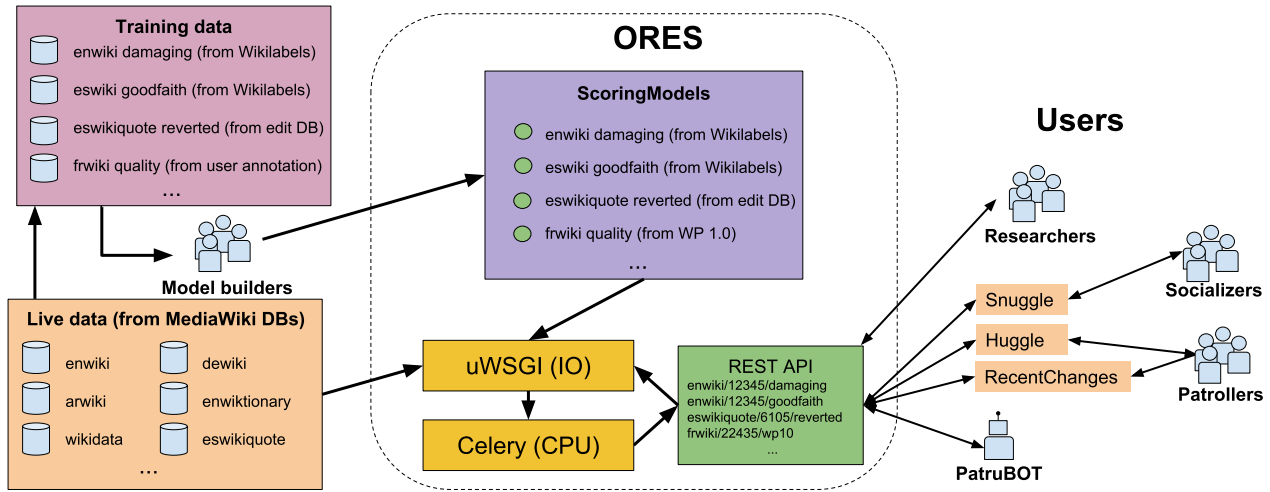 Training data
enwiki damaging (from Wikilabels)
eswiki goodfaith (from Wikilabels)
eswikiquote reverted (from edit DB)
frwiki quality (from user annotation)
...
Model builders
Live data (from MediaWiki DBs)
enwiki
dewiki
arwiki
enwiktionary
wikidata
eswikiquote
...
ORES
ScoringModels
enwiki damaging (from Wikilabels)
eswiki goodfaith (from Wikilabels)
eswikiquote reverted (from edit DB)
frwiki quality (from WP 1.0)
...
uWSGI (IO)
Celery (CPU)
REST API
enwiki/12345/damaging
enwiki/12345/goodfaith
eswikiquote/6105/reverted
frwiki/22435/wp10
...
Users
Researchers
Socializers
Snuggle
Huggle
RecentChanges
Patrollers
PatruBOT